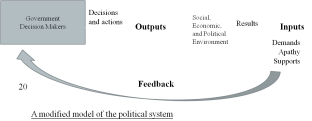 Government
Decision Makers
Decisions
and actions
Outputs
Social,
Economic,
and Political
Environment
Results
Inputs
Demands
Apathy
Supports
Feedback
20
A modified model of the political system